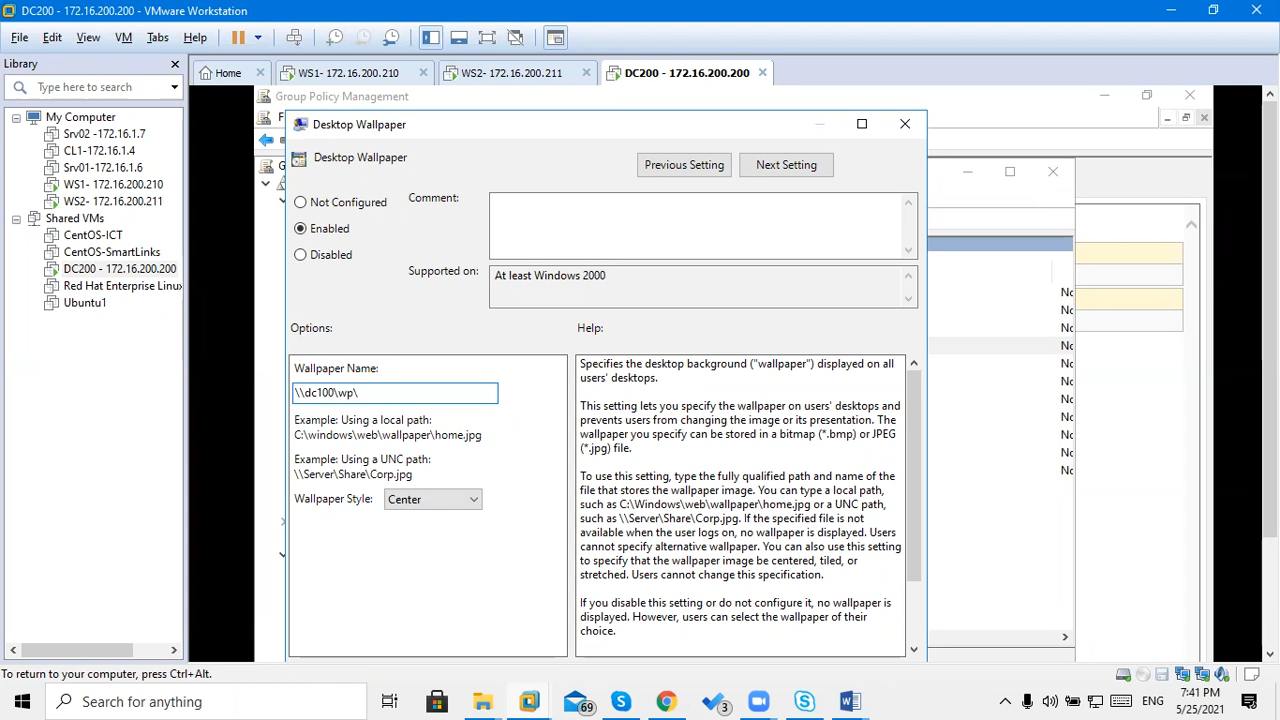 DC200 - 172.16.200.200 - VMware Workstation
File Edit View VM Tabs Help
Library
Type here to search
My Computer
Srv02 -172.16.1.7
CL1-172.16.1.4
Srv01-172.16.1.6
WS1- 172.16.200.210
WS2- 172.16.200.211
Shared VMs
CentOS-ICT
CentOS-SmartLinks
DC200 - 172.16.200.200
Red Hat Enterprise Linux
Ubuntu1
Home WS1- 172.16.200.210 WS2- 172.16.200.211 DC200 - 172.16.200.200
Group Policy Management
F
G
Desktop Wallpaper
Desktop Wallpaper
Previous Setting Next Setting
Not Configured
Enabled
Disabled
Comment:
Supported on: At least Windows 2000
Options:
Wallpaper Name:
\\dc100\wp\
Example: Using a local path:
C:\windows\web\wallpaper\home.jpg
Example: Using a UNC path:
\\Server\Share\Corp.jpg
Wallpaper Style: Center
Help:
Specifies the desktop background ("wallpaper") displayed on all
users' desktops.
This setting lets you specify the wallpaper on users' desktops and
prevents users from changing the image or its presentation. The
wallpaper you specify can be stored in a bitmap (*.bmp) or JPEG
(*.jpg) file.
To use this setting, type the fully qualified path and name of the
file that stores the wallpaper image. You can type a local path,
such as C:\Windows\web\wallpaper\home.jpg or a UNC path,
such as \\Server\Share\Corp.jpg. If the specified file is not
available when the user logs on, no wallpaper is displayed. Users
cannot specify alternative wallpaper. You can also use this setting
to specify that the wallpaper image be centered, tiled, or
stretched. Users cannot change this specification.
If you disable this setting or do not configure it, no wallpaper is
displayed. However, users can select the wallpaper of their
choice.
No
No
No
No
No
No
No
No
No
No
No
To return to your computer, press Ctrl+Alt.
Search for anything
69
3
ENG
7:41 PM
5/25/2021